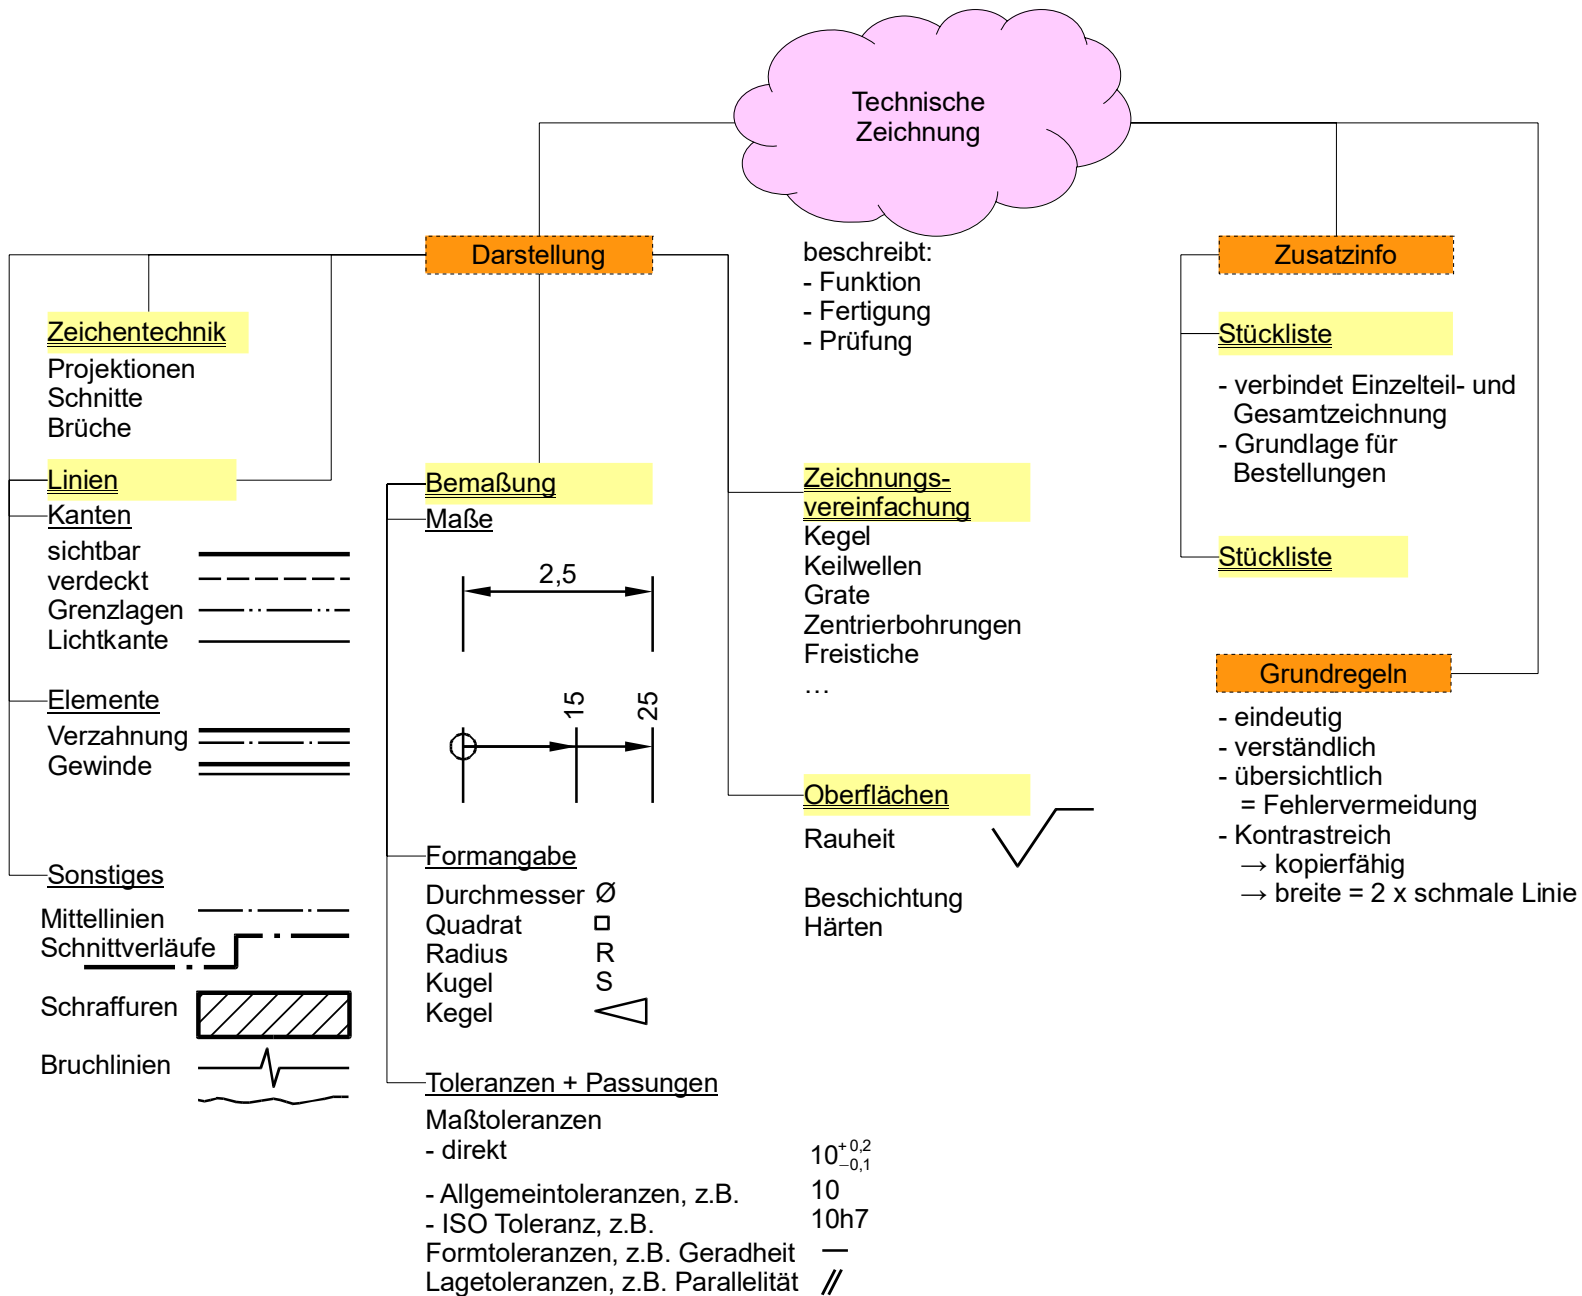 Technische
Zeichnung
beschreibt:
- Funktion
- Fertigung
- Prüfung
Darstellung
Zeichentechnik
Projektionen
Schnitte
Brüche
Linien
Kanten
sichtbar
verdeckt
Grenzlagen
Lichtkante
Elemente
Verzahnung
Gewinde
Sonstiges
Mittellinien
Schnittverläufe
Schraffuren
Bruchlinien
Bemaßung
Maße
2,5
15
25
Formangabe
Durchmesser Ø
Quadrat □
Radius R
Kugel S
Kegel
Toleranzen + Passungen
Maßtoleranzen
- direkt 10 +0,2 −0,1
- Allgemeintoleranzen, z.B. 10
- ISO Toleranz, z.B. 10h7
Formtoleranzen, z.B. Geradheit —
Lagetoleranzen, z.B. Parallelität //
Zeichnungs-
vereinfachung
Kegel
Keilwellen
Grate
Zentrierbohrungen
Freistiche
…
Oberflächen
Rauheit
Beschichtung
Härten
Zusatzinfo
Stückliste
- verbindet Einzelteil- und
Gesamtzeichnung
- Grundlage für
Bestellungen
Stückliste
Grundregeln
- eindeutig
- verständlich
- übersichtlich
= Fehlervermeidung
- Kontrastreich
→ kopierfähig
→ breite = 2 x schmale Linie